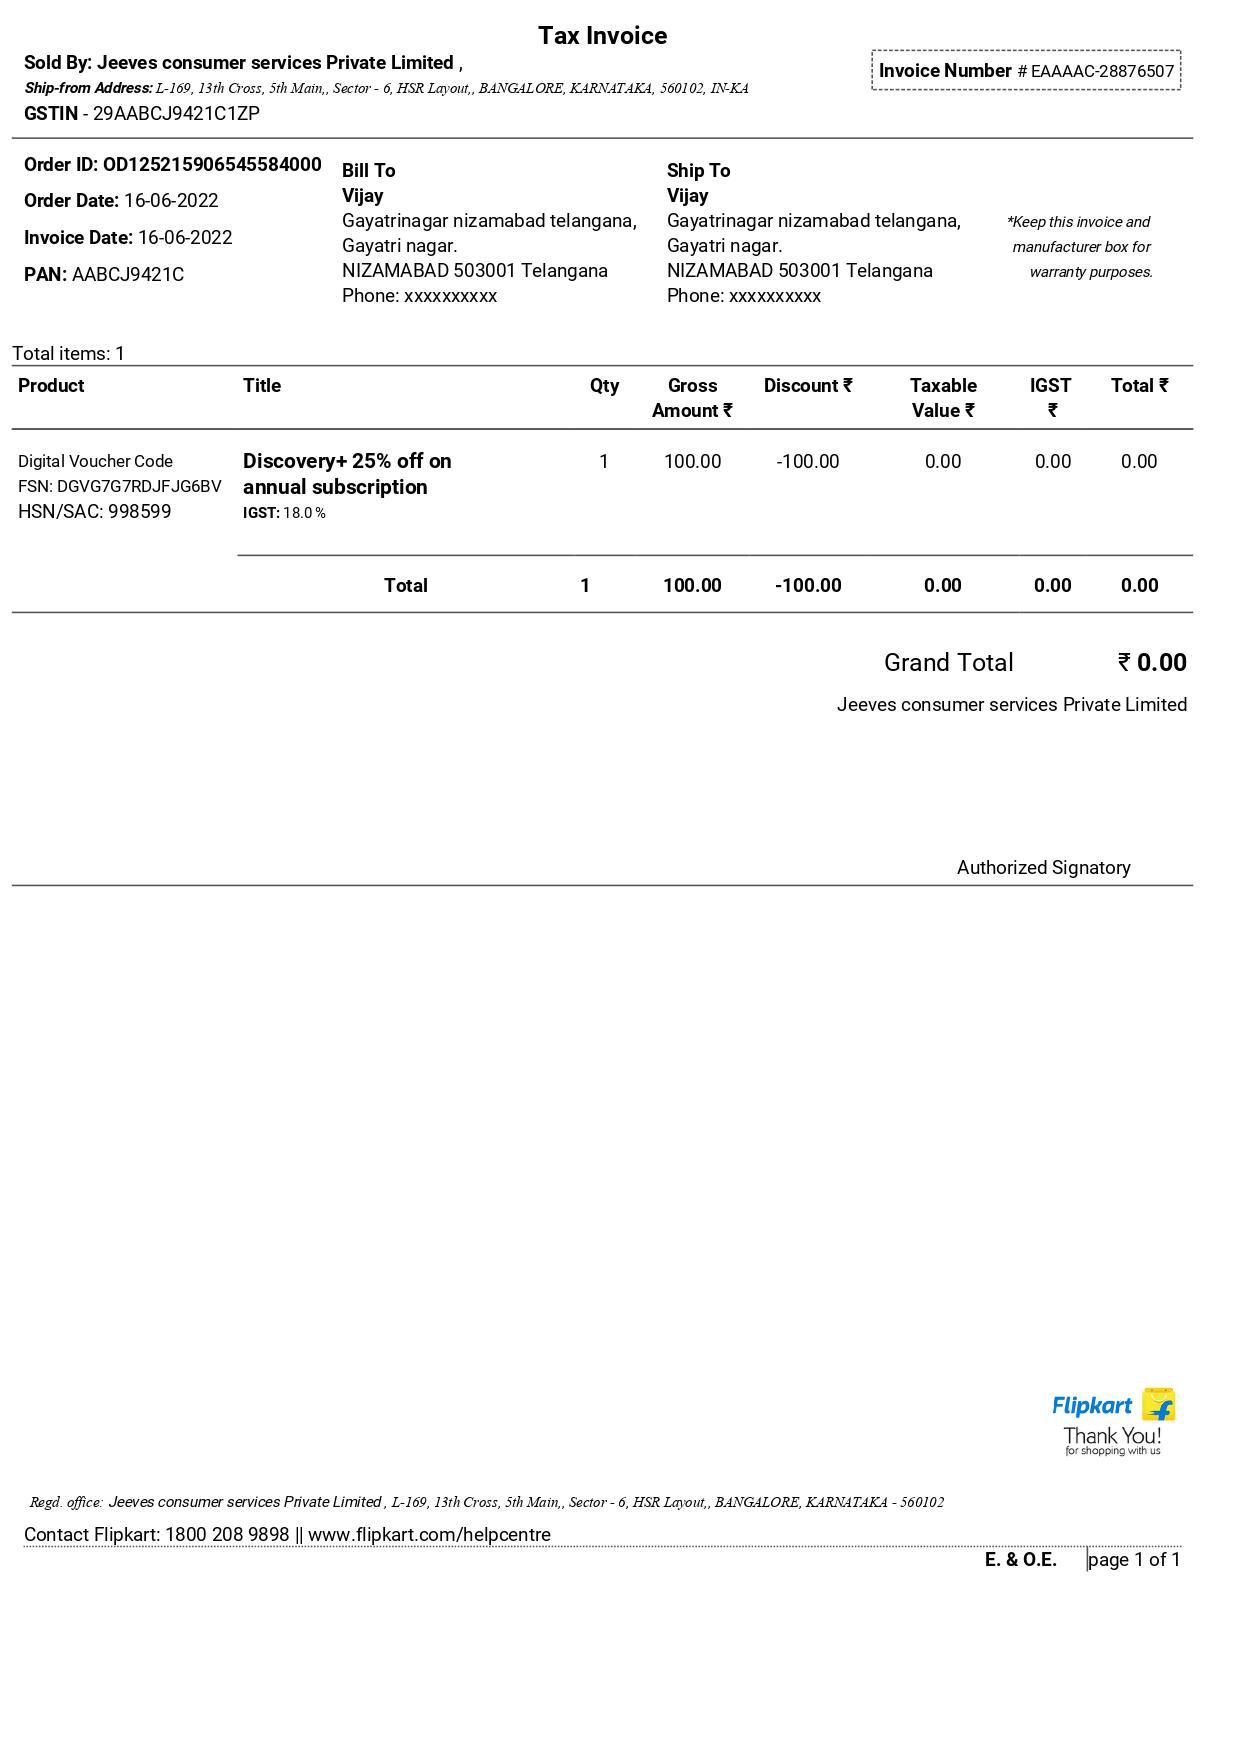 Tax Invoice
Sold By: Jeeves consumer services Private Limited ,
Invoice Number # EAAAAC-28876507
Ship-from Address: L-169, 13th Cross, 5th Main,, Sector - 6, HSR Layout,, BANGALORE, KARNATAKA, 560102, IN-KA
GSTIN - 29AABCJ9421C1ZP
Order ID: OD125215906545584000
Order Date: 16-06-2022
Invoice Date: 16-06-2022
PAN: AABCJ9421C
Bill To
Vijay
Gayatrinagar nizamabad telangana,
Gayatri nagar.
NIZAMABAD 503001 Telangana
Phone: xxxxxxxxxx
Ship To
Vijay
Gayatrinagar nizamabad telangana,
Gayatri nagar.
NIZAMABAD 503001 Telangana
Phone: xxxxxxxxxx
*Keep this invoice and
manufacturer box for
warranty purposes.
Total items: 1
Product Title Qty Gross Discount ₹ Taxable IGST Total ₹
Amount ₹ Value ₹ ₹
Digital Voucher Code Discovery+ 25% off on 1 100.00 -100.00 0.00 0.00 0.00
FSN: DGVG7G7RDJFJG6BV annual subscription
HSN/SAC: 998599 IGST: 18.0 %
Total 1 100.00 -100.00 0.00 0.00 0.00
Grand Total ₹ 0.00
Jeeves consumer services Private Limited
Authorized Signatory
Flipkart
Thank You!
for shopping with us
Regd. office: Jeeves consumer services Private Limited , L-169, 13th Cross, 5th Main,, Sector - 6, HSR Layout,, BANGALORE, KARNATAKA - 560102
Contact Flipkart: 1800 208 9898 || www.flipkart.com/helpcentre
E. & O.E. page 1 of 1